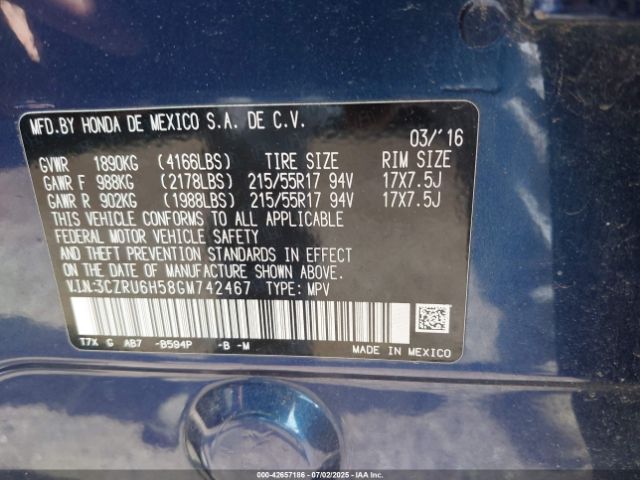 MFD.BY HONDA DE MEXICO S.A. DE C.V.
03/'16
GVWR 1890KG (4166LBS) TIRE SIZE RIM SIZE
GAWR F 988KG (2178LBS) 215/55R17 94V 17X7.5J
GAWR R 902KG (1988LBS) 215/55R17 94V 17X7.5J
THIS VEHICLE CONFORMS TO ALL APPLICABLE
FEDERAL MOTOR VEHICLE SAFETY
AND THEFT PREVENTION STANDARDS IN EFFECT
ON THE DATE OF MANUFACTURE SHOWN ABOVE.
V.I.N.:3CZRU6H58GM742467 TYPE: MPV
T7X G AB7 -B594P -B -M
MADE IN MEXICO
000-42657186 - 07/02/2025 - IAA Inc.